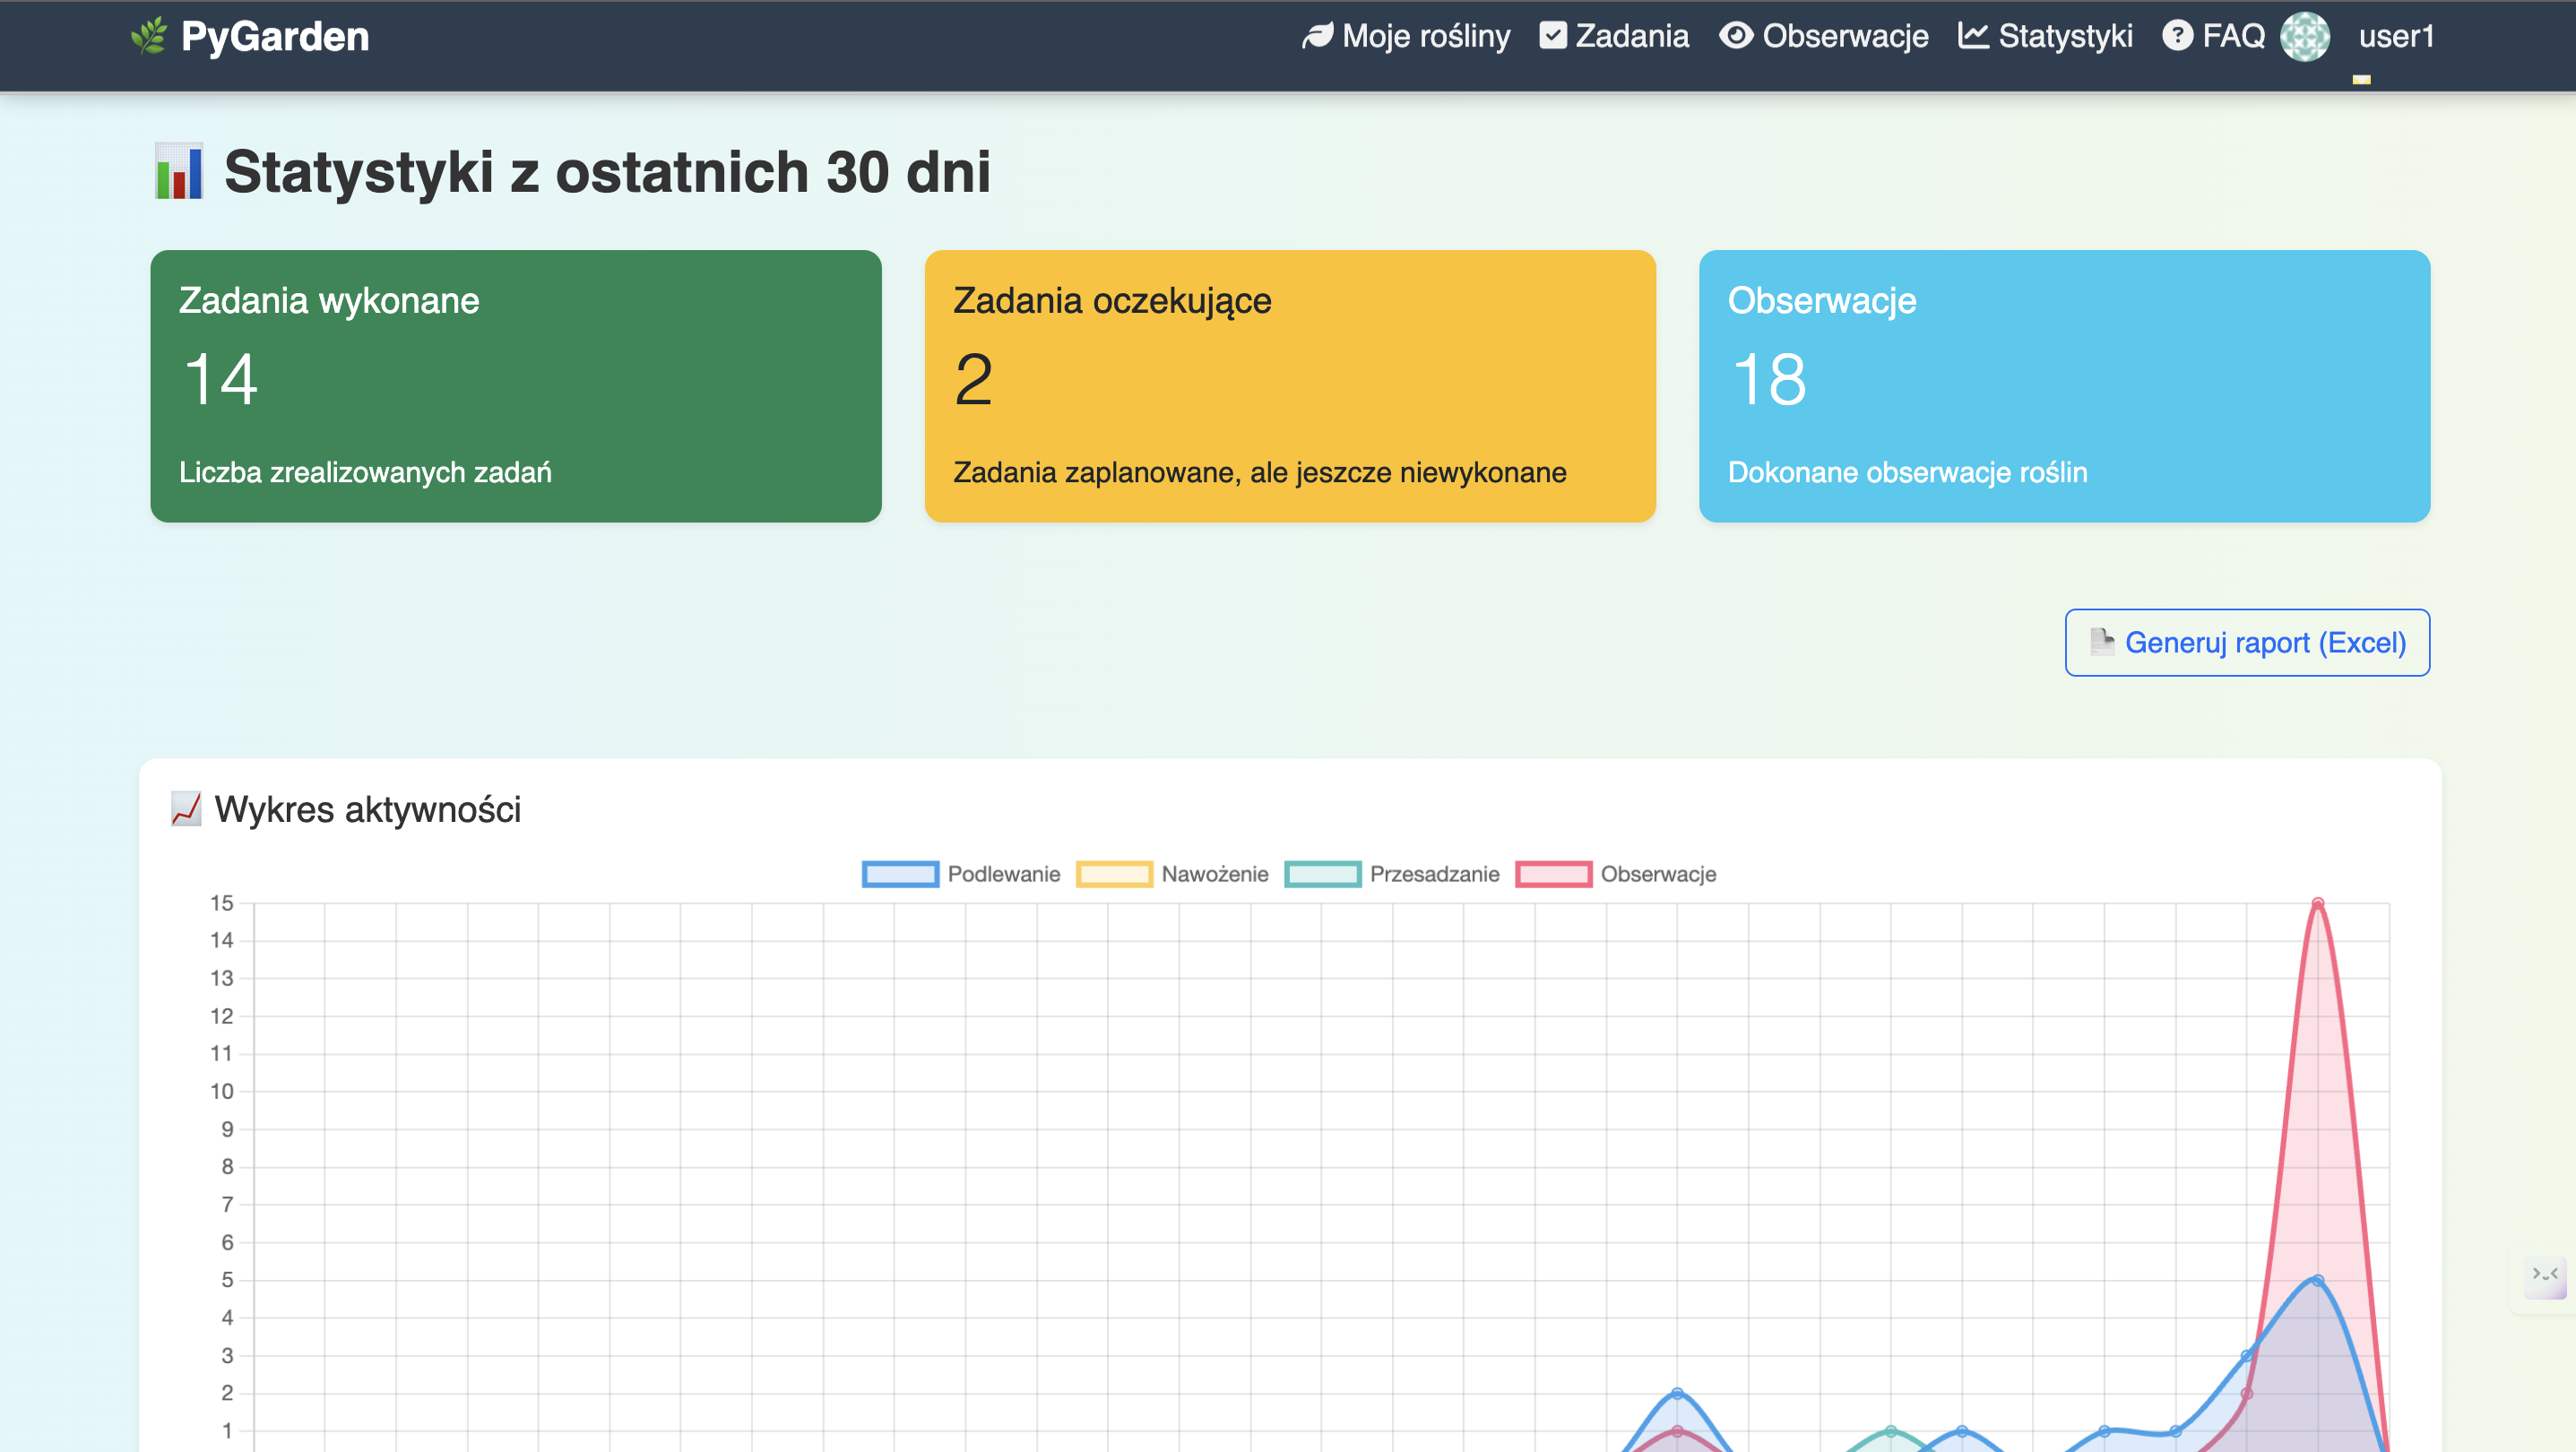 PyGarden
Moje rośliny
Zadania
Obserwacje
Statystyki
FAQ
user1
Statystyki z ostatnich 30 dni
Zadania wykonane
14
Liczba zrealizowanych zadań
Zadania oczekujące
2
Zadania zaplanowane, ale jeszcze niewykonane
Obserwacje
18
Dokonane obserwacje roślin
Generuj raport (Excel)
Wykres aktywności
Podlewanie
Nawożenie
Przesadzanie
Obserwacje
15
14
13
12
11
10
9
8
7
6
5
4
3
2
1